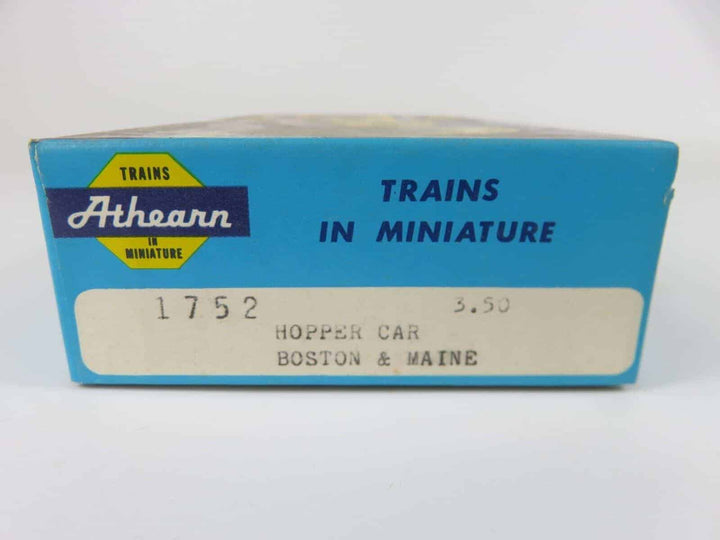 TRAINS
Athearn
IN
MINIATURE
TRAINS
IN MINIATURE
1752 3.50
HOPPER CAR
BOSTON & MAINE